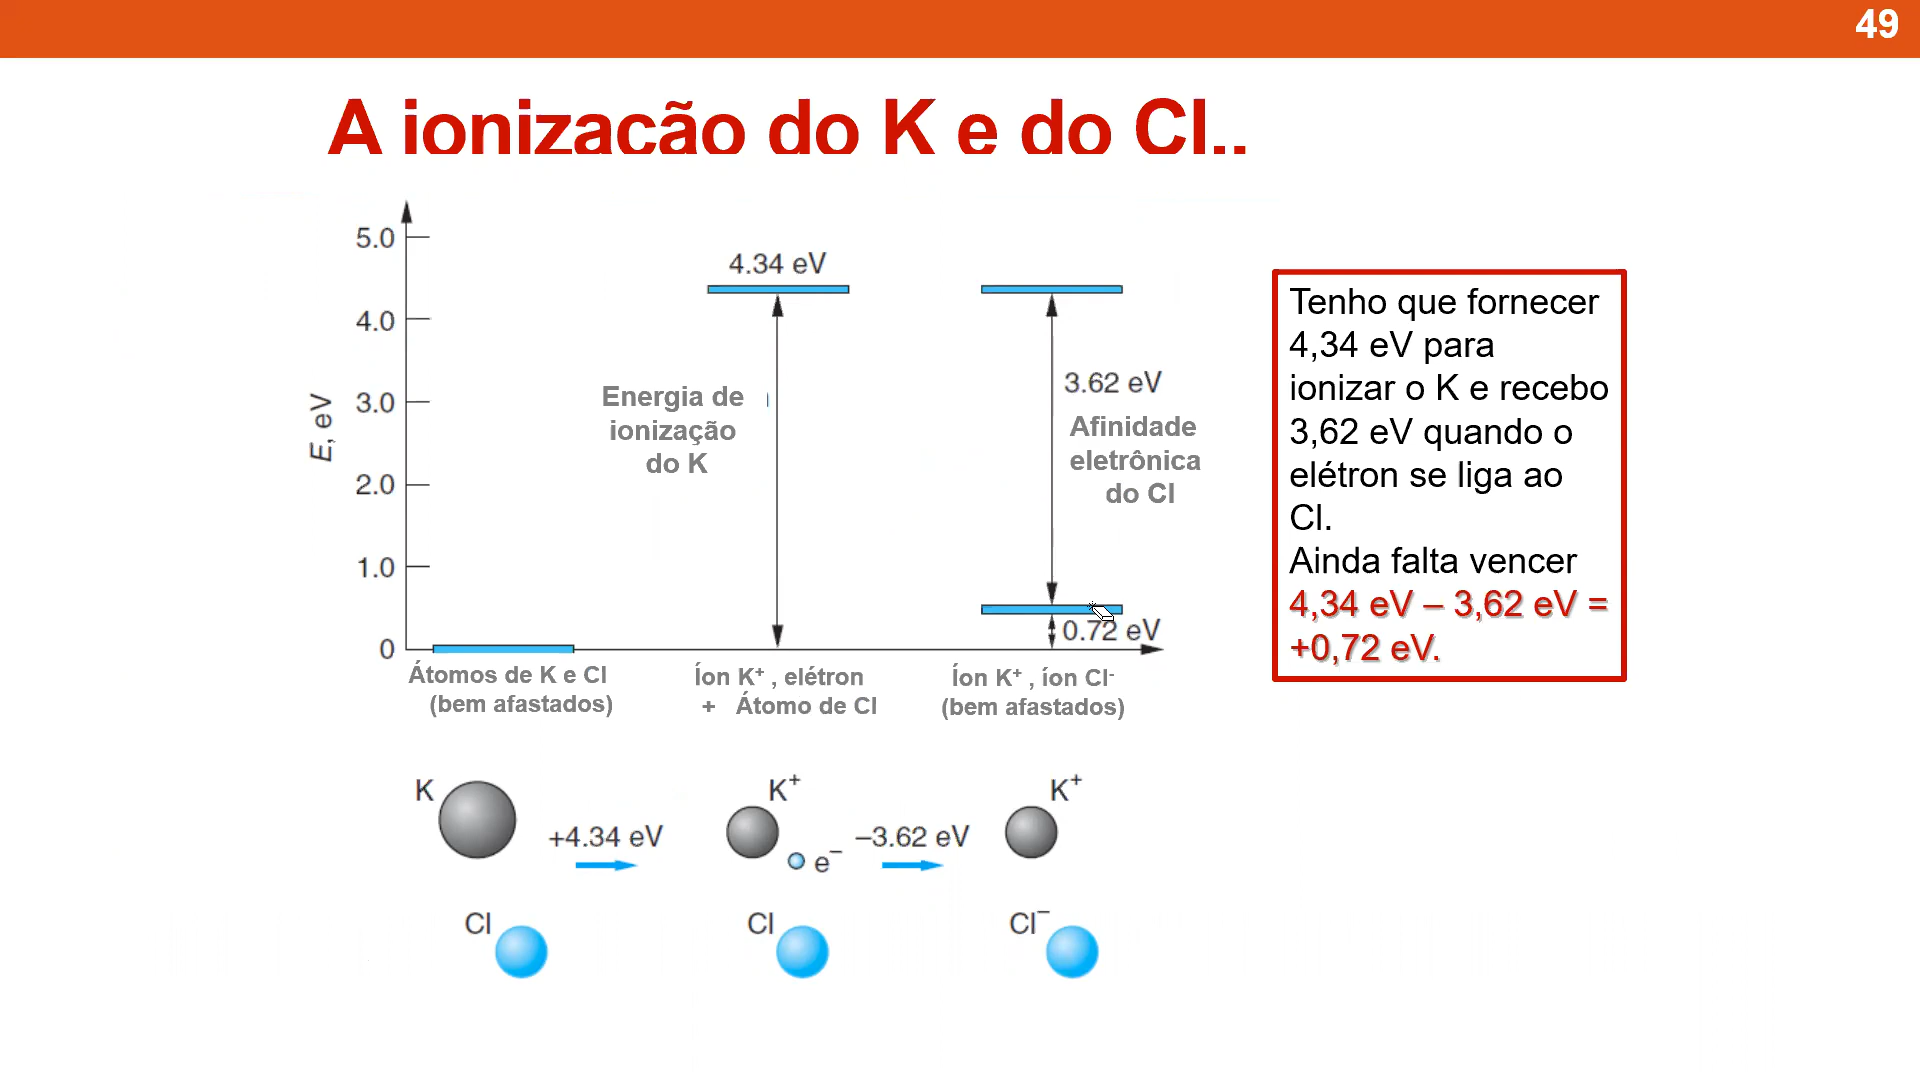 49
A ionização do K e do Cl..
5.0
4.0
3.0
2.0
1.0
0
E, eV
4.34 eV
Energia de
ionização
do K
3.62 eV
Afinidade
eletrônica
do Cl
0.72 eV
Átomos de K e Cl
(bem afastados)
Íon K⁺ , elétron
+ Átomo de Cl
Íon K⁺ , íon Cl⁻
(bem afastados)
Tenho que fornecer
4,34 eV para
ionizar o K e recebo
3,62 eV quando o
elétron se liga ao
Cl.
Ainda falta vencer
4,34 eV – 3,62 eV =
+0,72 eV.
K
+4.34 eV
K⁺
e⁻
–3.62 eV
K⁺
Cl
Cl
Cl⁻